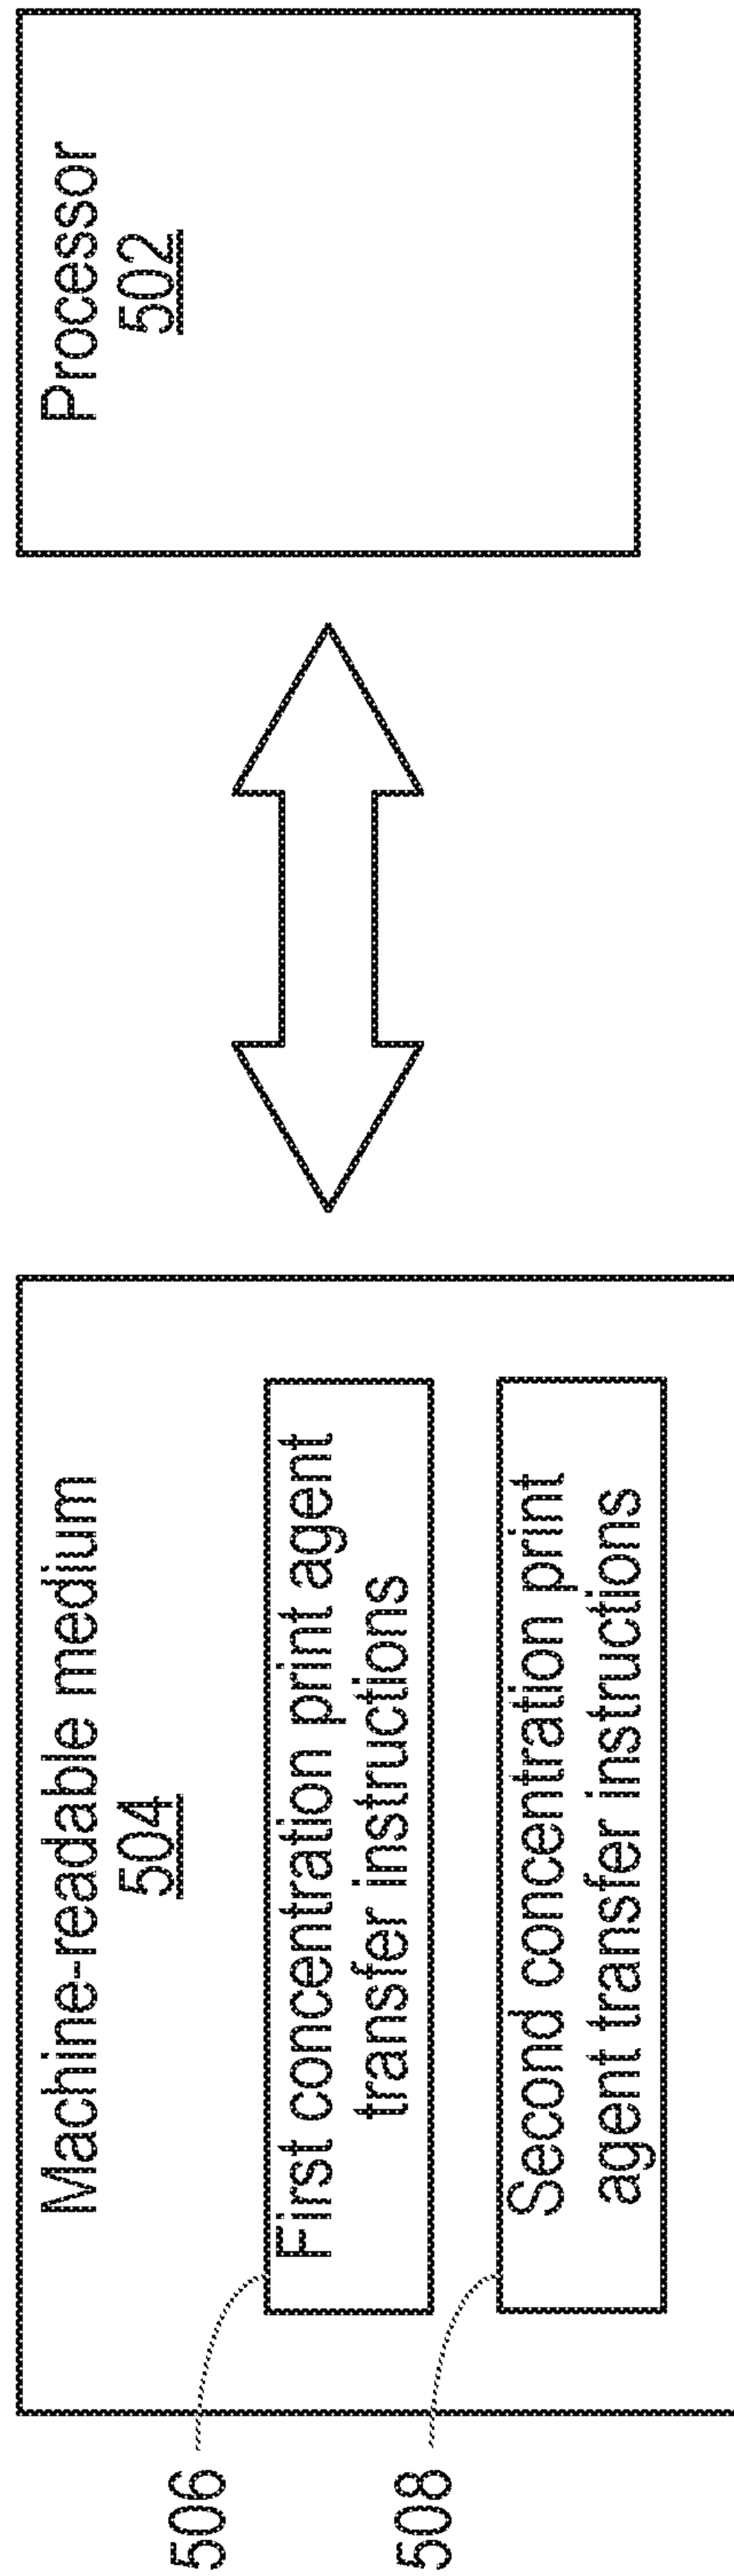 Machine-readable medium
504
506
First concentration print agent
transfer instructions
508
Second concentration print
agent transfer instructions
Processor
502